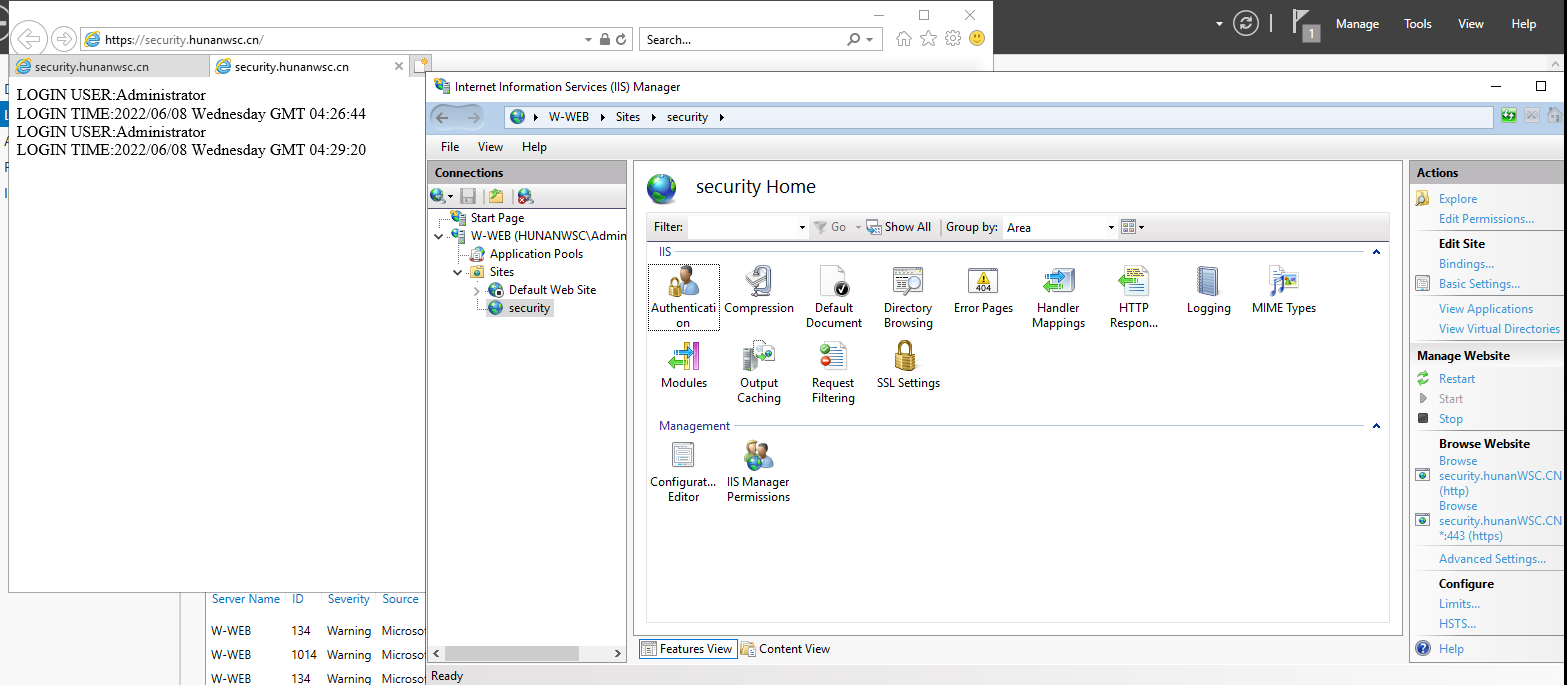 Manage Tools View Help
1
https://security.hunanwsc.cn/
Search...
security.hunanwsc.cn
security.hunanwsc.cn
LOGIN USER:Administrator
LOGIN TIME:2022/06/08 Wednesday GMT 04:26:44
LOGIN USER:Administrator
LOGIN TIME:2022/06/08 Wednesday GMT 04:29:20
Server Name ID Severity Source
W-WEB 134 Warning Microso
W-WEB 1014 Warning Microso
W-WEB 134 Warning Microso
Internet Information Services (IIS) Manager
W-WEB Sites security
File View Help
Connections
Start Page
W-WEB (HUNANWSC\Admin
Application Pools
Sites
Default Web Site
security
Ready
security Home
Filter: Go Show All Group by: Area
IIS
Authenticati
on
Compression
Default
Document
Directory
Browsing
Error Pages
404
Handler
Mappings
HTTP
Respon...
Logging
MIME Types
Modules
Output
Caching
Request
Filtering
SSL Settings
Management
Configurat...
Editor
IIS Manager
Permissions
Features View Content View
Actions
Explore
Edit Permissions...
Edit Site
Bindings...
Basic Settings...
View Applications
View Virtual Directories
Manage Website
Restart
Start
Stop
Browse Website
Browse
security.hunanWSC.CN
(http)
Browse
security.hunanWSC.CN
*:443 (https)
Advanced Settings...
Configure
Limits...
HSTS...
Help